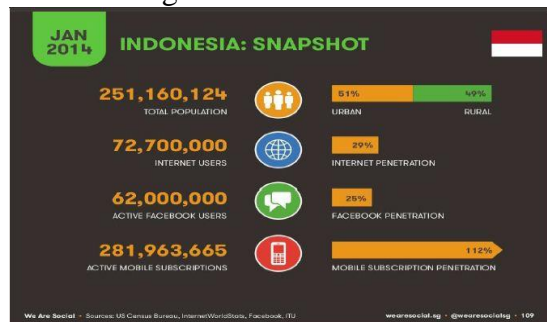 JAN
2014
INDONESIA: SNAPSHOT
251,160,124
TOTAL POPULATION
51%
49%
URBAN
RURAL
72,700,000
INTERNET USERS
29%
INTERNET PENETRATION
62,000,000
ACTIVE FACEBOOK USERS
25%
FACEBOOK PENETRATION
281,963,665
ACTIVE MOBILE SUBSCRIPTIONS
112%
MOBILE SUBSCRIPTION PENETRATION
We Are Social • Sources: US Census Bureau, InternetWorldStats, Facebook, ITU
wearesocial.sg • @wearesocialsg • 109